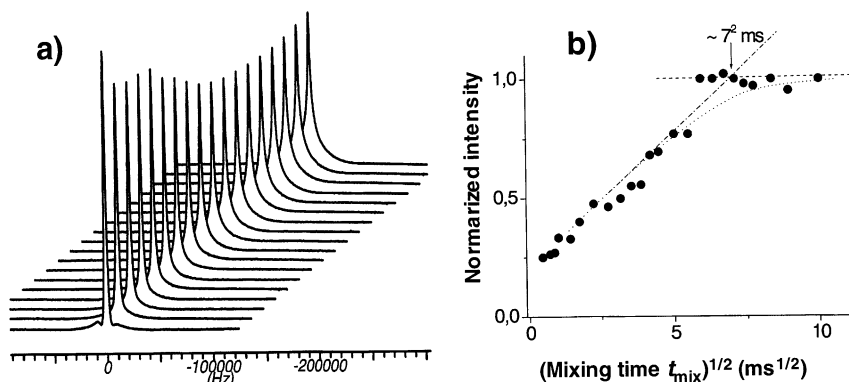 a)
0
-100000
-200000
(Hz)
b)
~ 7² ms
Normarized intensity
1,0
0,5
0,0
0
5
10
(Mixing time tmix)1/2 (ms1/2)